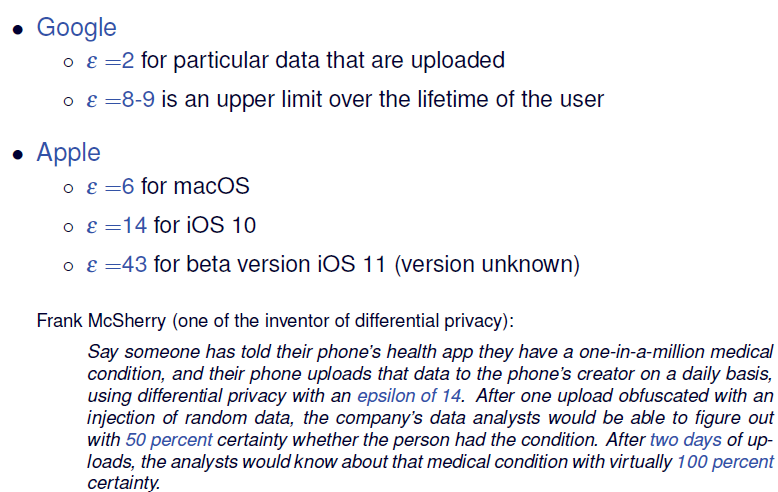 • Google
◦ ε =2 for particular data that are uploaded
◦ ε =8-9 is an upper limit over the lifetime of the user
• Apple
◦ ε =6 for macOS
◦ ε =14 for iOS 10
◦ ε =43 for beta version iOS 11 (version unknown)
Frank McSherry (one of the inventor of differential privacy):
Say someone has told their phone's health app they have a one-in-a-million medical
condition, and their phone uploads that data to the phone's creator on a daily basis,
using differential privacy with an epsilon of 14. After one upload obfuscated with an
injection of random data, the company's data analysts would be able to figure out
with 50 percent certainty whether the person had the condition. After two days of up-
loads, the analysts would know about that medical condition with virtually 100 percent
certainty.